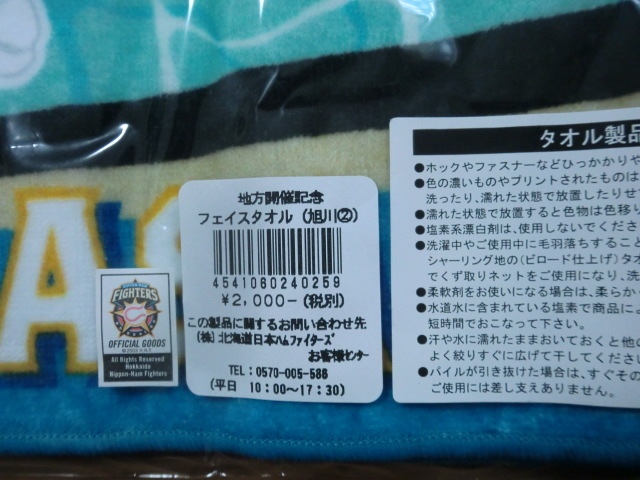 AS
FIGHTERS
OFFICIAL GOODS
All Rights Reserved
Hokkaido
Nippon-Ham Fighters
地方開催記念
フェイスタオル (旭川②)
4541060240259
¥2,000-(税別)
この製品に関するお問い合わせ先
(株)北海道日本ハムファイターズ
お客様センター
TEL:0570-005-586
(平日 10:00~17:30)
タオル製品
●ホックやファスナーなどひっかかりや
●色の濃いものやプリントされたものは
洗ったり、濡れた状態で放置したりせ
●濡れた状態で放置すると色物は色移り
●塩素系漂白剤は、使用しないでくださ
●洗濯中やご使用中に毛羽落ちすること
シャーリング地の(ビロード仕上げ)タオ
でくず取りネットをご使用になり、洗
●柔軟剤をお使いになる場合は、柔らか
●水道水に含まれている塩素で商品によ
短時間でおこなって下さい。
●汗や水に濡れたままおいておくと他の
よく絞りすぐに広げて干してください
●パイルが引き抜けた場合は、すぐその
ご使用には差し支えありません。